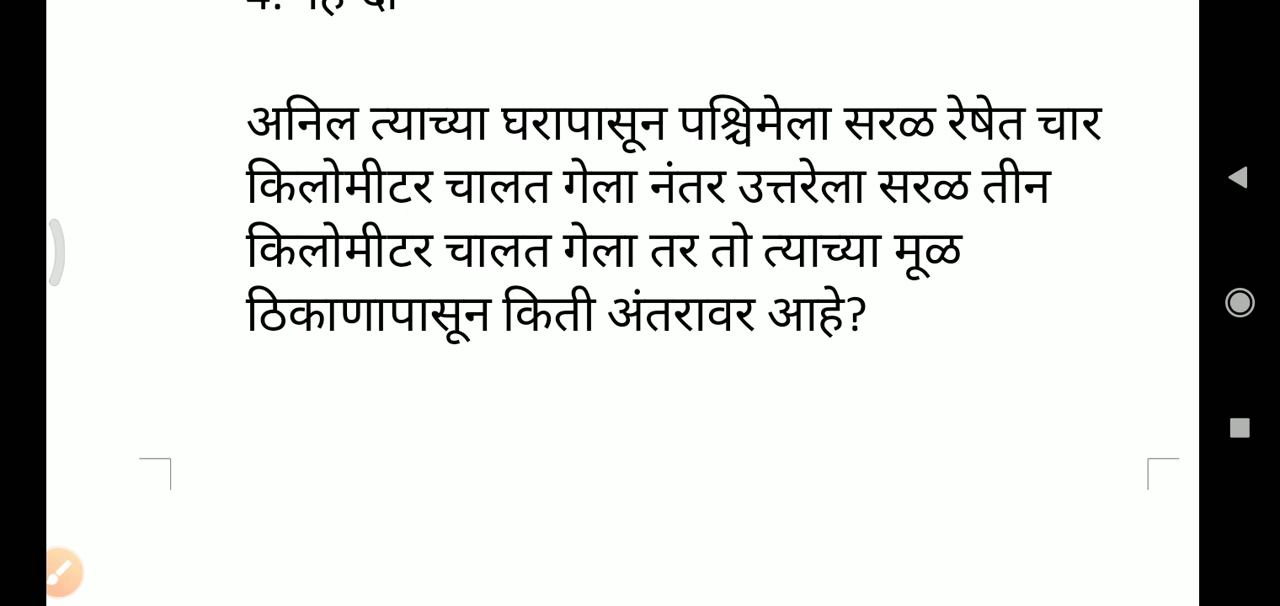 अनिल त्याच्या घरापासून पश्चिमेला सरळ रेषेत चार
किलोमीटर चालत गेला नंतर उत्तरेला सरळ तीन
किलोमीटर चालत गेला तर तो त्याच्या मूळ
ठिकाणापासून किती अंतरावर आहे?